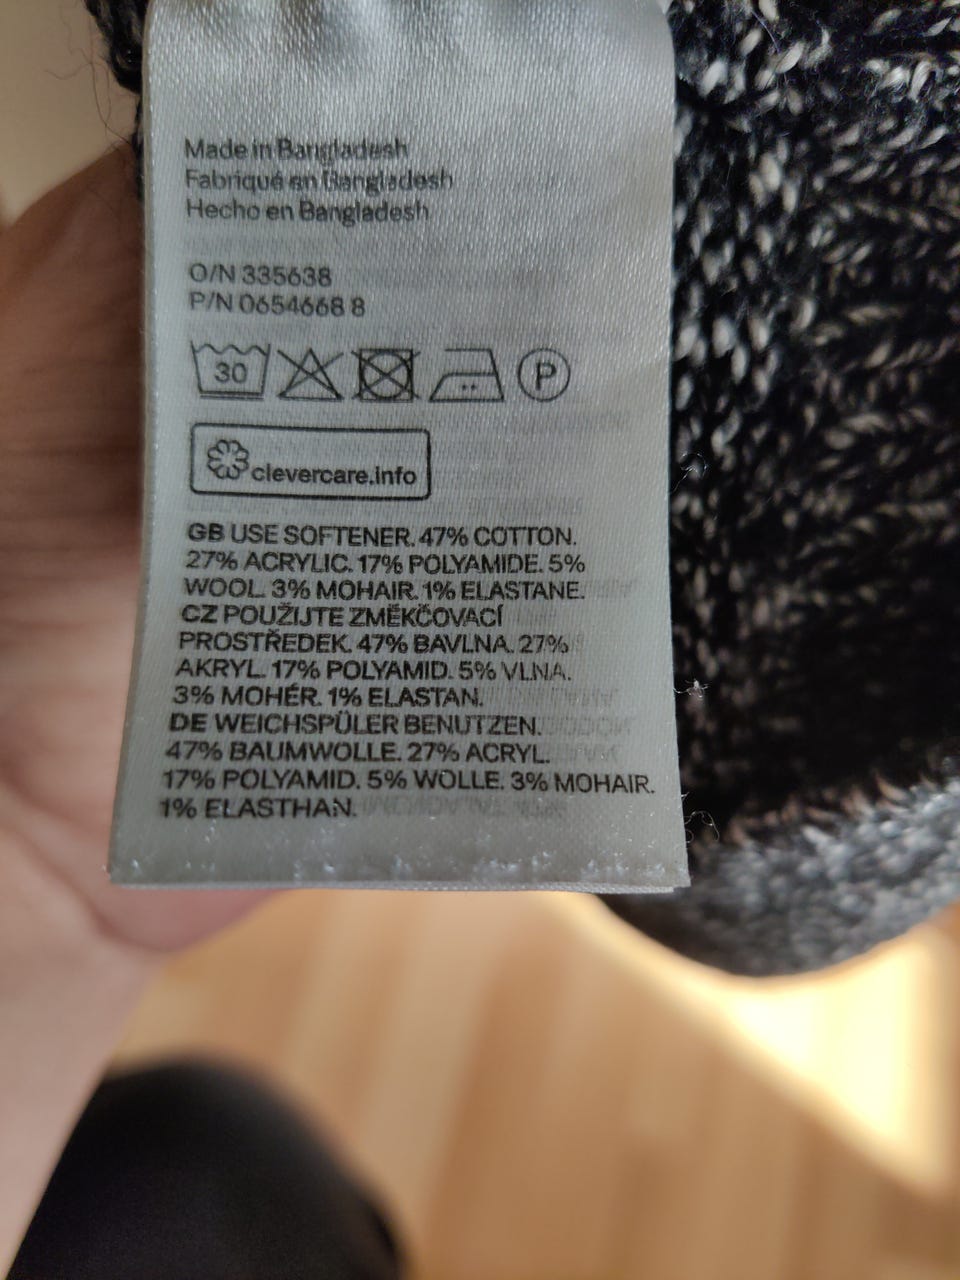 Made in Bangladesh
Fabriqué en Bangladesh
Hecho en Bangladesh
O/N 335638
P/N 0654668 8
30 P
clevercare.info
GB USE SOFTENER. 47% COTTON.
27% ACRYLIC. 17% POLYAMIDE. 5%
WOOL. 3% MOHAIR. 1% ELASTANE.
CZ POUŽIJTE ZMĚKČOVACÍ
PROSTŘEDEK. 47% BAVLNA. 27%
AKRYL. 17% POLYAMID. 5% VLNA.
3% MOHÉR. 1% ELASTAN.
DE WEICHSPÜLER BENUTZEN.
47% BAUMWOLLE. 27% ACRYL.
17% POLYAMID. 5% WOLLE. 3% MOHAIR.
1% ELASTHAN.